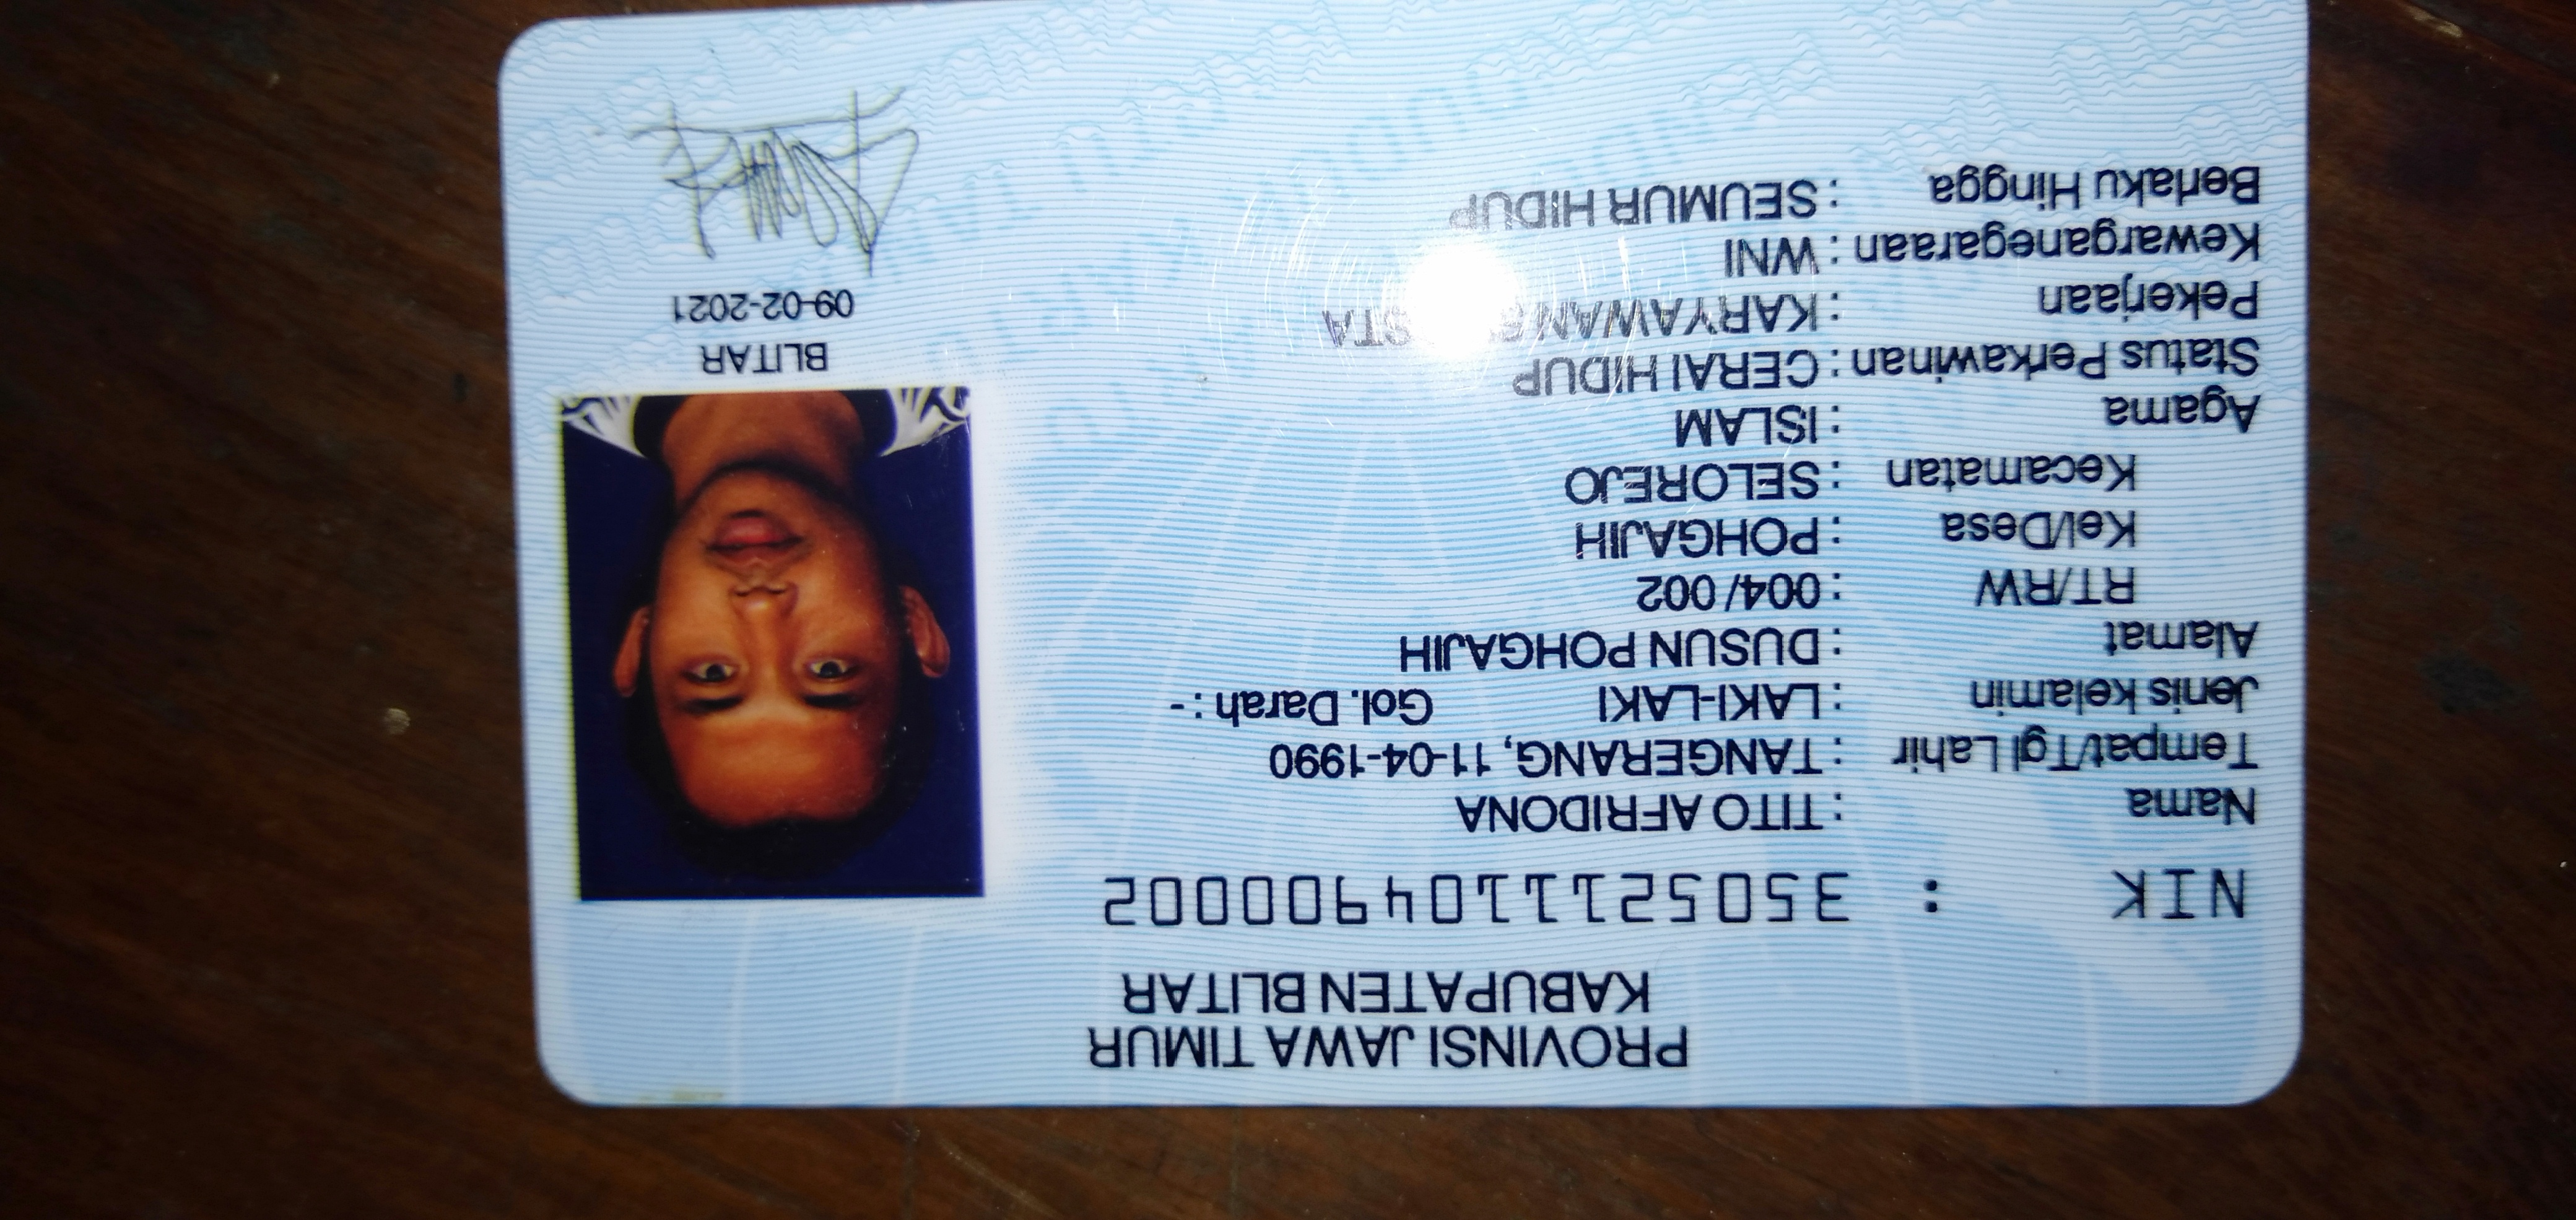 PROVINSI JAWA TIMUR
KABUPATEN BLITAR
NIK : 3505211104900002
Nama : TITO AFRIDONA
Tempat/Tgl Lahir : TANGERANG, 11-04-1990
Jenis kelamin : LAKI-LAKI Gol. Darah : -
Alamat : DUSUN POHGAJIH
RT/RW : 004/ 002
Kel/Desa : POHGAJIH
Kecamatan : SELOREJO
Agama : ISLAM
Status Perkawinan : CERAI HIDUP
Pekerjaan : KARYAWAN
Kewarganegaraan : WNI
Berlaku Hingga : SEUMUR HIDUP
BLITAR
09-02-2021